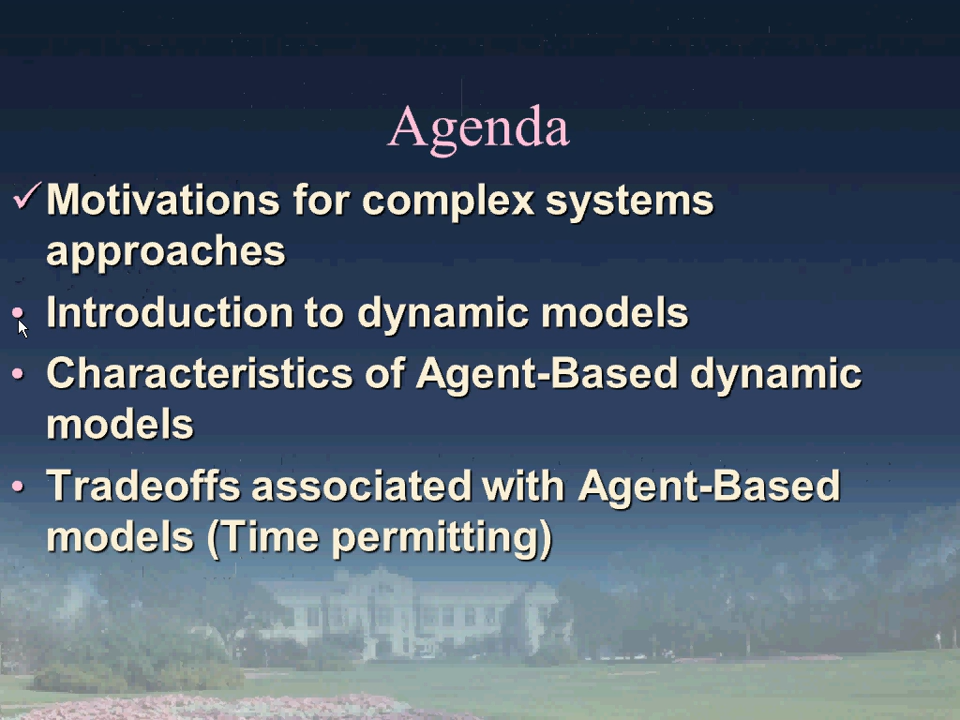 Agenda
✓ Motivations for complex systems
approaches
• Introduction to dynamic models
• Characteristics of Agent-Based dynamic
models
• Tradeoffs associated with Agent-Based
models (Time permitting)